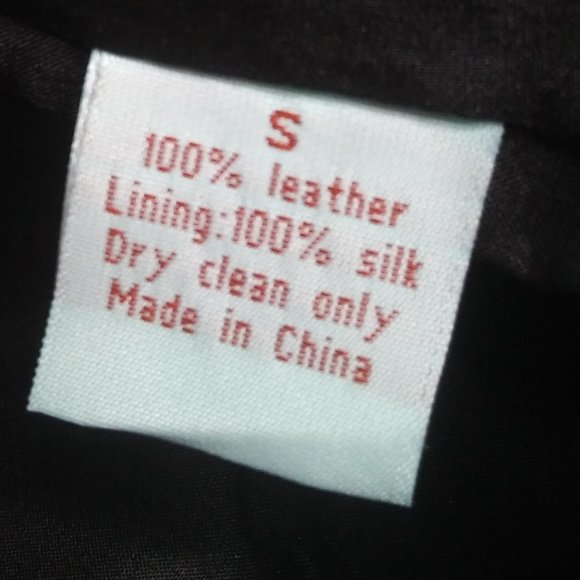 S
100% leather
Lining:100% silk
Dry clean only
Made in China